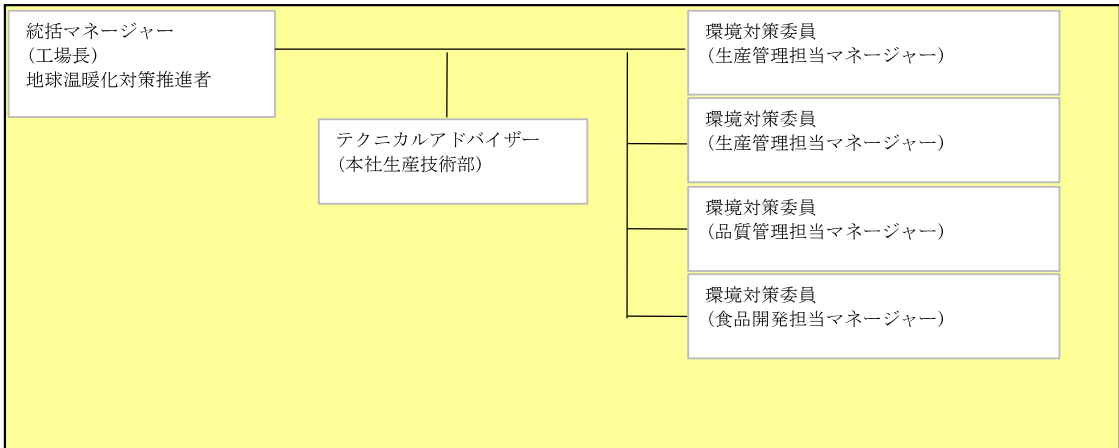 統括マネージャー
（工場長）
地球温暖化対策推進者
テクニカルアドバイザー
（本社生産技術部）
環境対策委員
（生産管理担当マネージャー）
環境対策委員
（生産管理担当マネージャー）
環境対策委員
（品質管理担当マネージャー）
環境対策委員
（食品開発担当マネージャー）